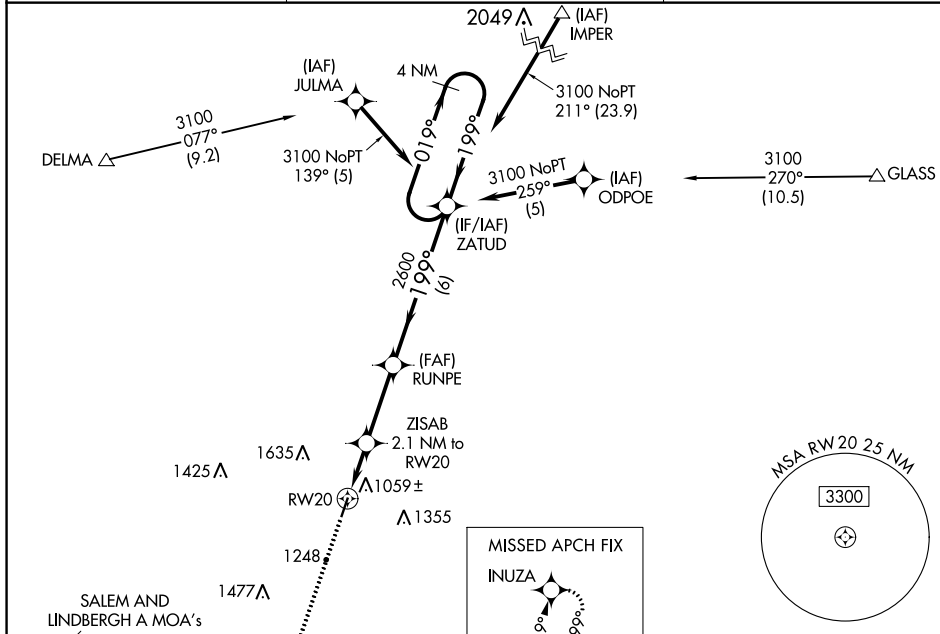 2049
(IAF)
IMPER
(IAF)
JULMA
4 NM
3100 NoPT
211° (23.9)
3100
077°
(9.2)
DELMA
3100 NoPT
139° (5)
019°
199°
3100 NoPT
259°
(5)
(IAF)
ODPOE
3100
270°
(10.5)
GLASS
(IF/IAF)
ZATUD
2600
199°
(6)
(FAF)
RUNPE
ZISAB
2.1 NM to
RW20
1635
1425
1059±
RW20
1355
1248
1477
SALEM AND
LINDBERGH A MOA's
MISSED APCH FIX
INUZA
MSA RW20 25 NM
3300